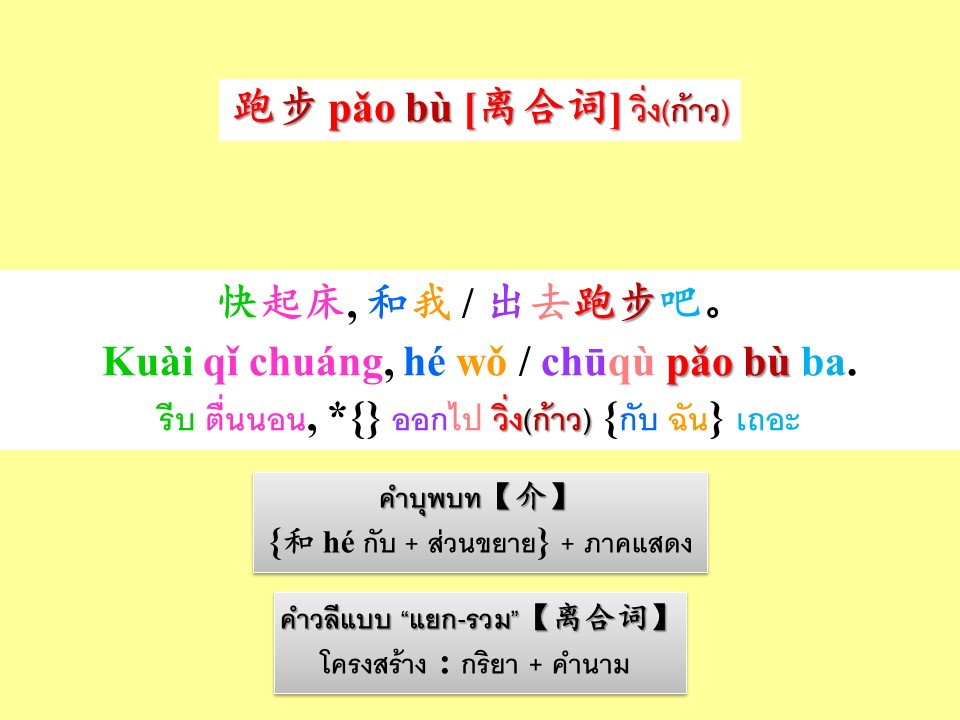 跑步 pǎo bù [离合词] วิ่ง(ก้าว)
快起床, 和我 / 出去跑步吧。
Kuài qǐ chuáng, hé wǒ / chūqù pǎo bù ba.
รีบ ตื่นนอน, *{} ออกไป วิ่ง(ก้าว) {กับ ฉัน} เถอะ
คำบุพบท【介】
{和 hé กับ + ส่วนขยาย} + ภาคแสดง
คำวลีแบบ “แยก-รวม”【离合词】
โครงสร้าง : กริยา + คำนาม